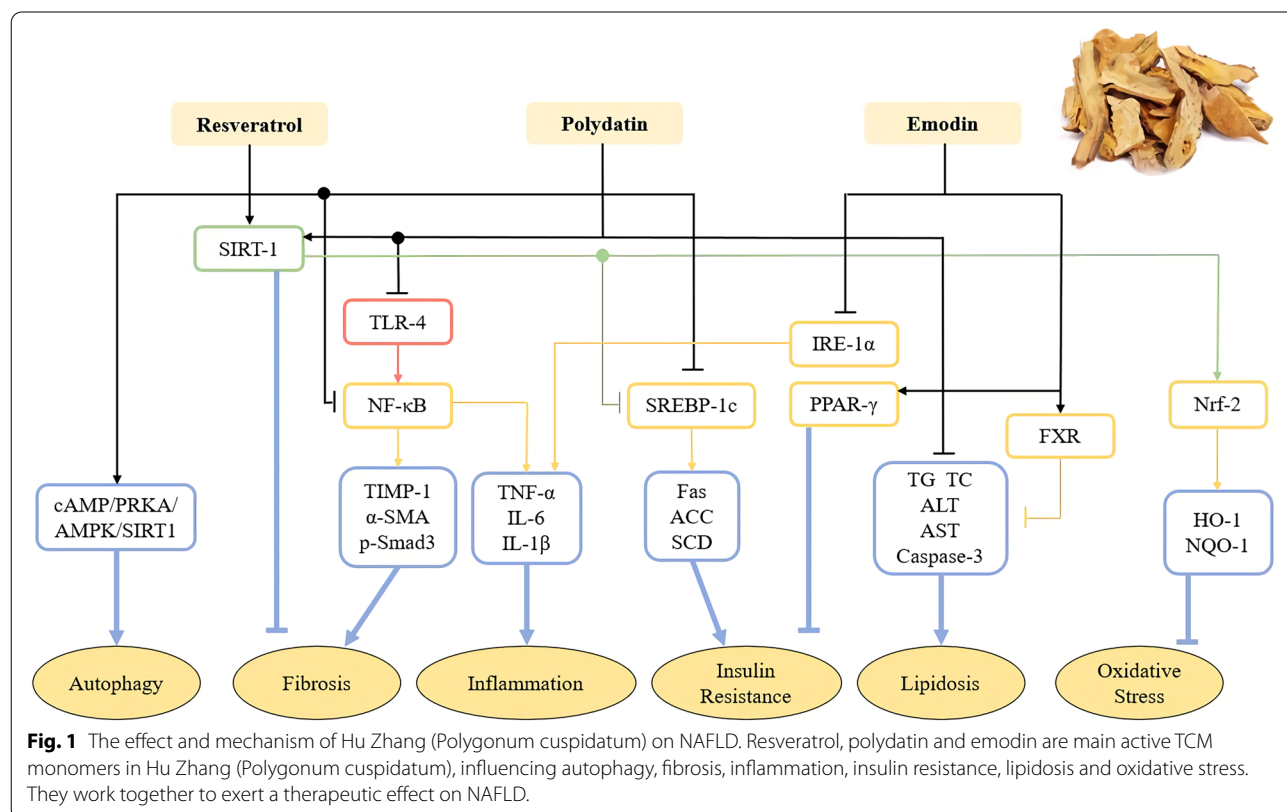 Resveratrol
Polydatin
Emodin
SIRT-1
TLR-4
IRE-1α
NF-κB
SREBP-1c
PPAR-γ
Nrf-2
FXR
cAMP/PRKA/
AMPK/SIRT1
TIMP-1
α-SMA
p-Smad3
TNF-α
IL-6
IL-1β
Fas
ACC
SCD
TG TC
ALT
AST
Caspase-3
HO-1
NQO-1
Autophagy
Fibrosis
Inflammation
Insulin
Resistance
Lipidosis
Oxidative
Stress
Fig. 1 The effect and mechanism of Hu Zhang (Polygonum cuspidatum) on NAFLD. Resveratrol, polydatin and emodin are main active TCM
monomers in Hu Zhang (Polygonum cuspidatum), influencing autophagy, fibrosis, inflammation, insulin resistance, lipidosis and oxidative stress.
They work together to exert a therapeutic effect on NAFLD.